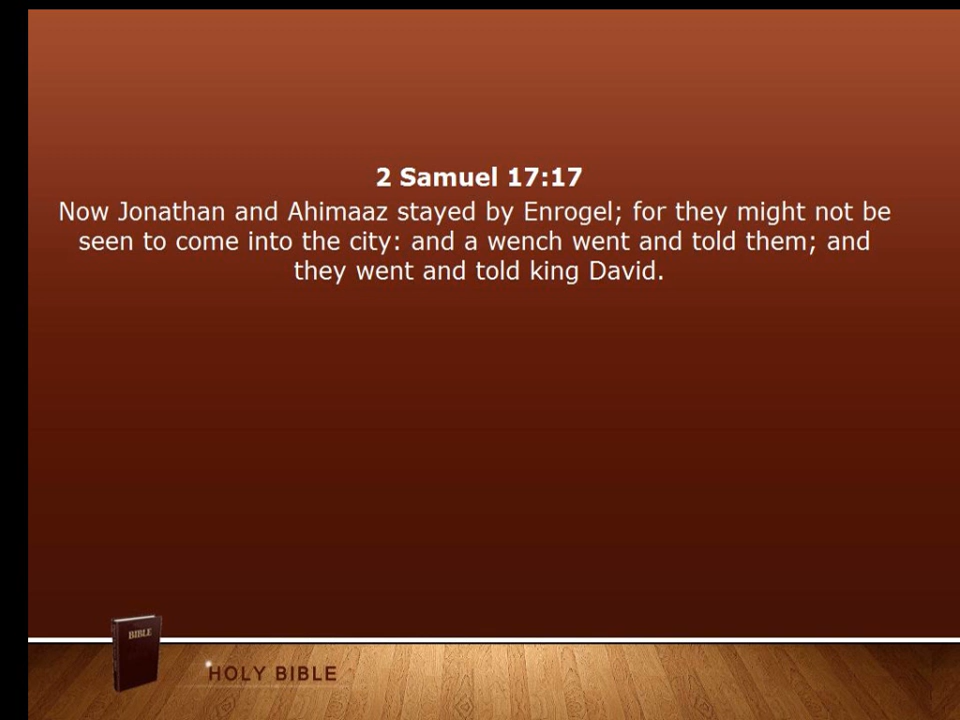 2 Samuel 17:17
Now Jonathan and Ahimaaz stayed by Enrogel; for they might not be
seen to come into the city: and a wench went and told them; and
they went and told king David.
BIBLE
HOLY BIBLE